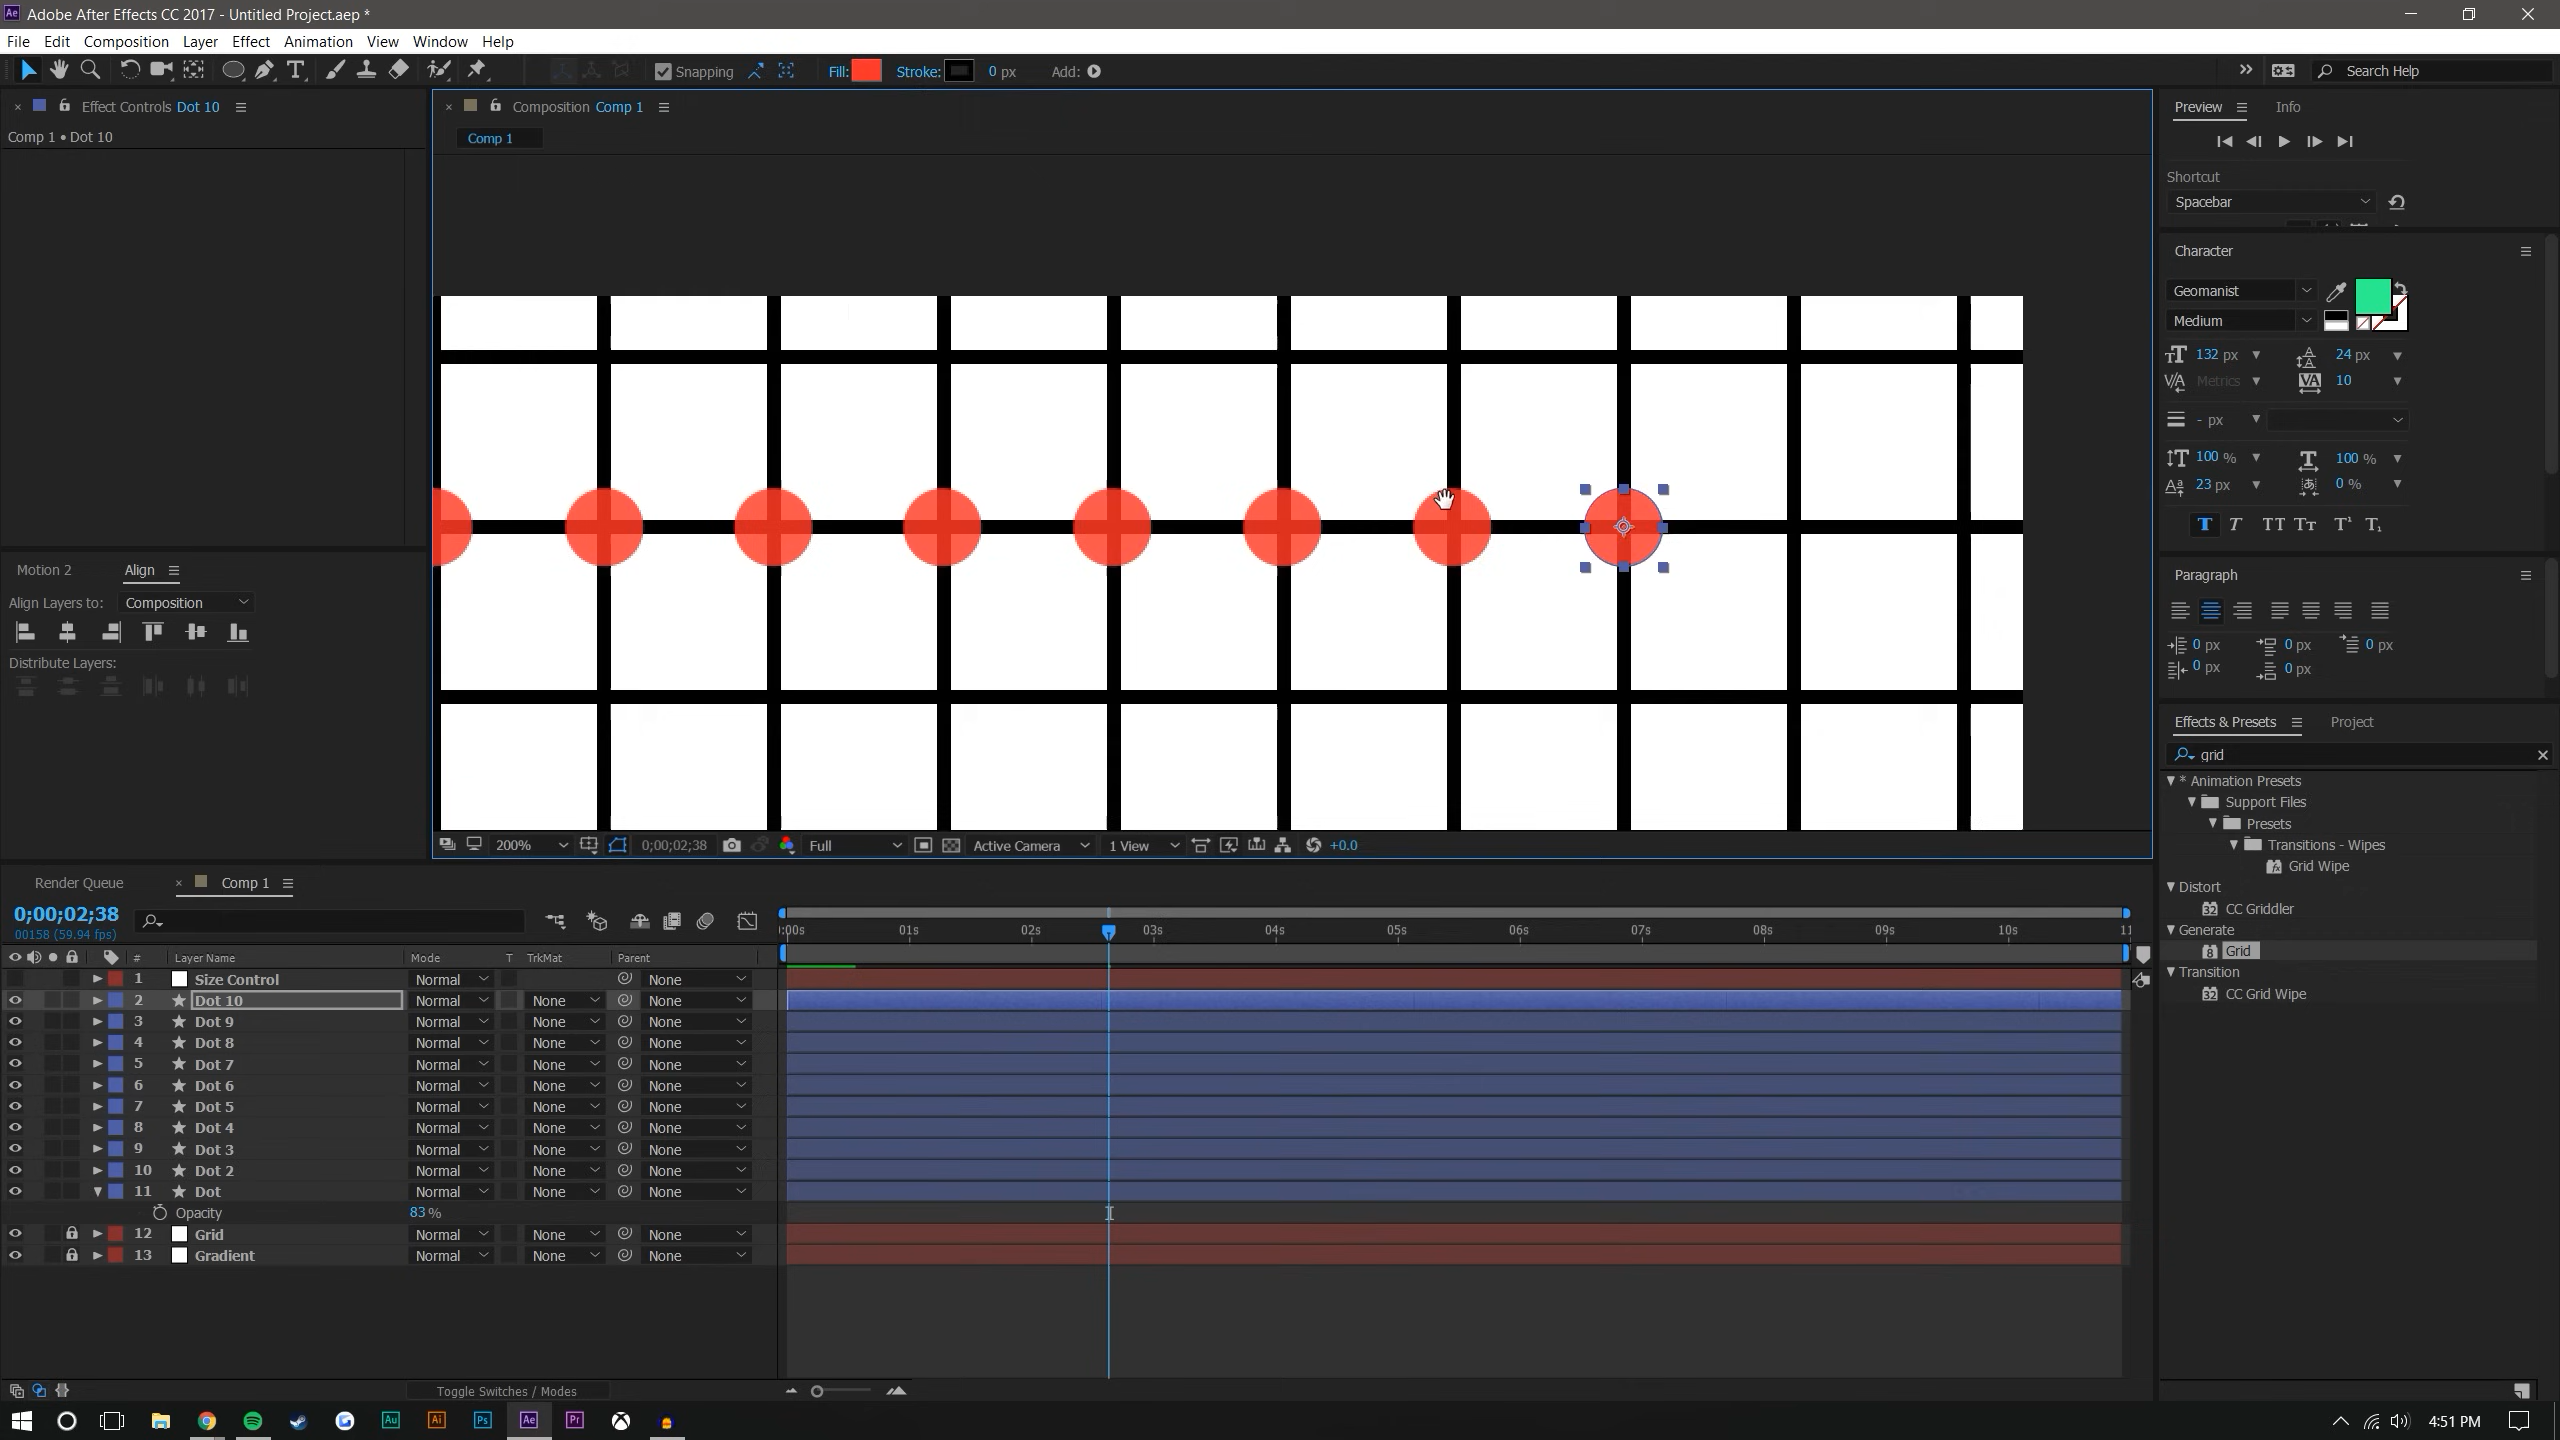 Adobe After Effects CC 2017 - Untitled Project.aep *
File Edit Composition Layer Effect Animation View Window Help
Snapping Fill: Stroke: 0 px Add: Search Help
Effect Controls Dot 10
Comp 1 • Dot 10
Composition Comp 1
Comp 1
Preview Info
Shortcut
Spacebar
Character
Geomanist
Medium
132 px 24 px
Metrics 10
- px
100 % 100 %
23 px 0 %
Paragraph
0 px 0 px 0 px
0 px 0 px
Motion 2 Align
Align Layers to: Composition
Distribute Layers:
Effects & Presets Project
grid
* Animation Presets
Support Files
Presets
Transitions - Wipes
Grid Wipe
Distort
CC Griddler
Generate
Grid
Transition
CC Grid Wipe
200% 0;00;02;38 Full Active Camera 1 View +0.0
Render Queue Comp 1
0;00;02;38
00158 (59.94 fps)
:00s 01s 02s 03s 04s 05s 06s 07s 08s 09s 10s 11
# Layer Name Mode T TrkMat Parent
1 Size Control Normal None
2 Dot 10 Normal None None
3 Dot 9 Normal None None
4 Dot 8 Normal None None
5 Dot 7 Normal None None
6 Dot 6 Normal None None
7 Dot 5 Normal None None
8 Dot 4 Normal None None
9 Dot 3 Normal None None
10 Dot 2 Normal None None
11 Dot Normal None None
Opacity 83 %
12 Grid Normal None None
13 Gradient Normal None None
Toggle Switches / Modes
4:51 PM